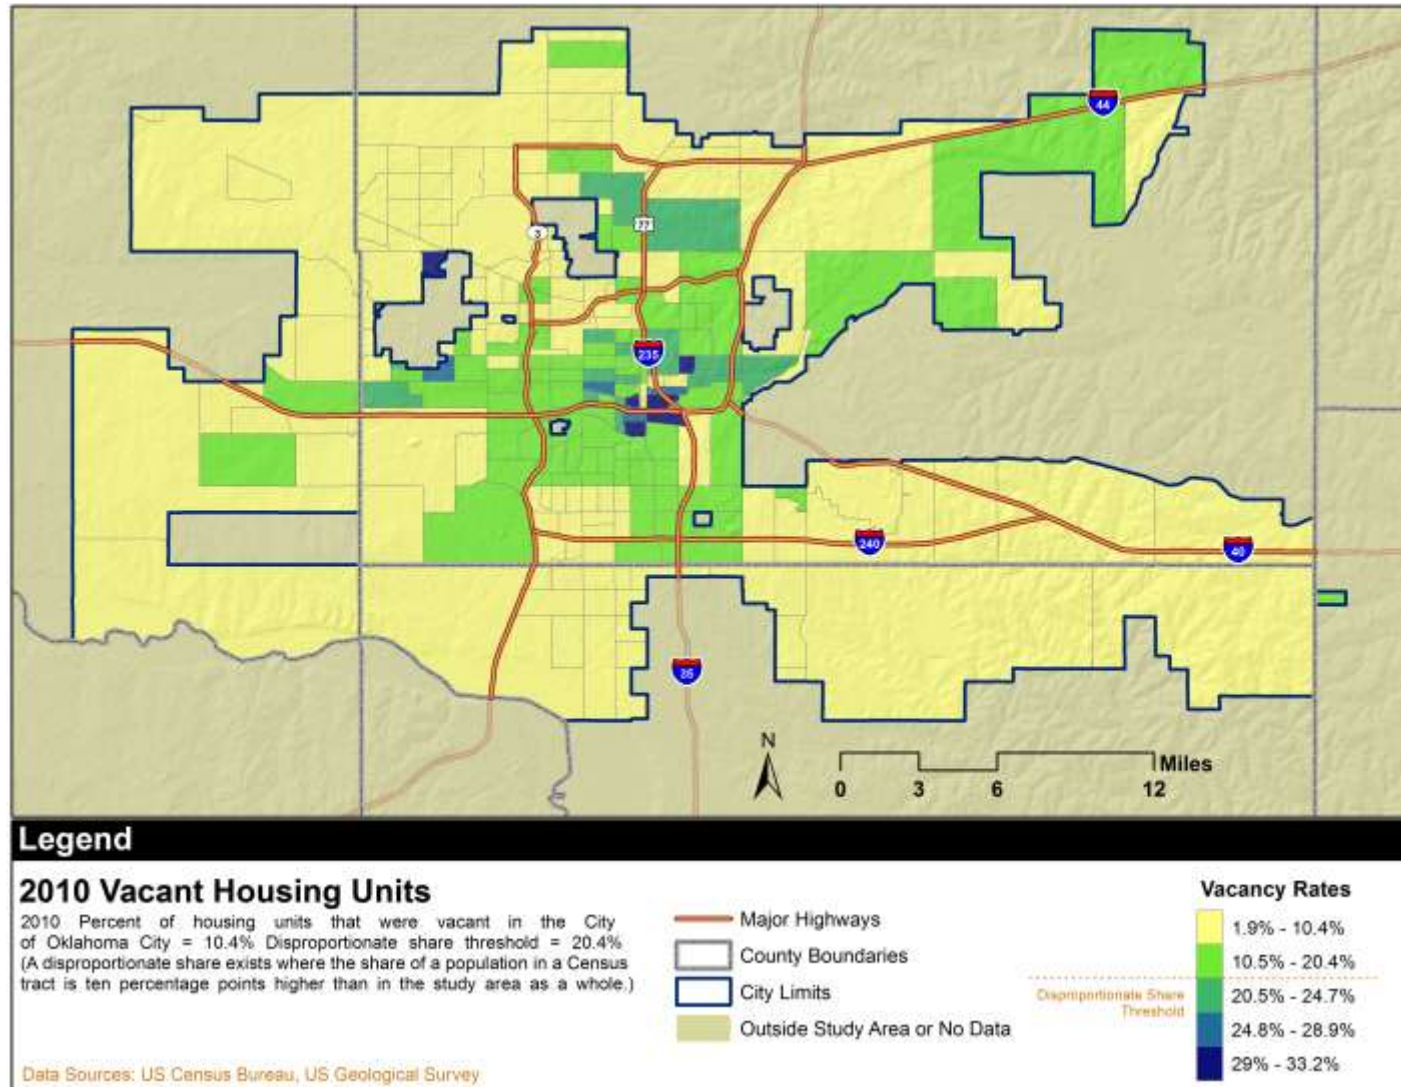 44
3
77
235
240
40
35
N
Miles
0 3 6 12
Legend
2010 Vacant Housing Units
2010 Percent of housing units that were vacant in the City
of Oklahoma City = 10.4% Disproportionate share threshold = 20.4%
(A disproportionate share exists where the share of a population in a Census
tract is ten percentage points higher than in the study area as a whole.)
Data Sources: US Census Bureau, US Geological Survey
Major Highways
County Boundaries
City Limits
Outside Study Area or No Data
Vacancy Rates
1.9% - 10.4%
10.5% - 20.4%
Disproportionate Share
Threshold
20.5% - 24.7%
24.8% - 28.9%
29% - 33.2%